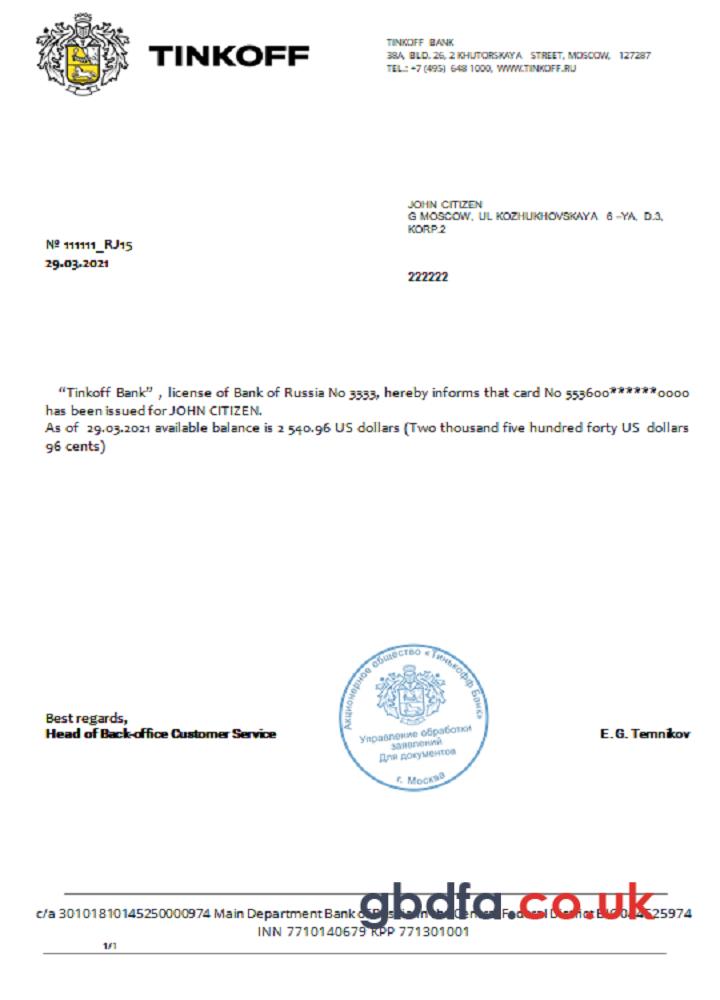 TINKOFF
TINKOFF BANK
38A, BLD. 26, 2 KHUTORSKAYA STREET, MOSCOW, 127287
TEL.: +7 (495) 648 1000, WWW.TINKOFF.RU
JOHN CITIZEN
G MOSCOW, UL KOZHUKHOVSKAYA 6 –YA, D.3,
KORP.2
№ 111111_RJ15
29.03.2021
222222
"Tinkoff Bank" , license of Bank of Russia No 3333, hereby informs that card No 553600******0000
has been issued for JOHN CITIZEN.
As of 29.03.2021 available balance is 2 540.96 US dollars (Two thousand five hundred forty US dollars
96 cents)
Акционерное общество «Тинькофф Банк»
Управление обработки
заявлений
Для документов
г. Москва
Best regards,
Head of Back-office Customer Service
E. G. Temnikov
gbdfa.co.uk
c/a 30101810145250000974 Main Department Bank of Russia in the Central Federal District BIC 044525974
INN 7710140679 KPP 771301001
1/1